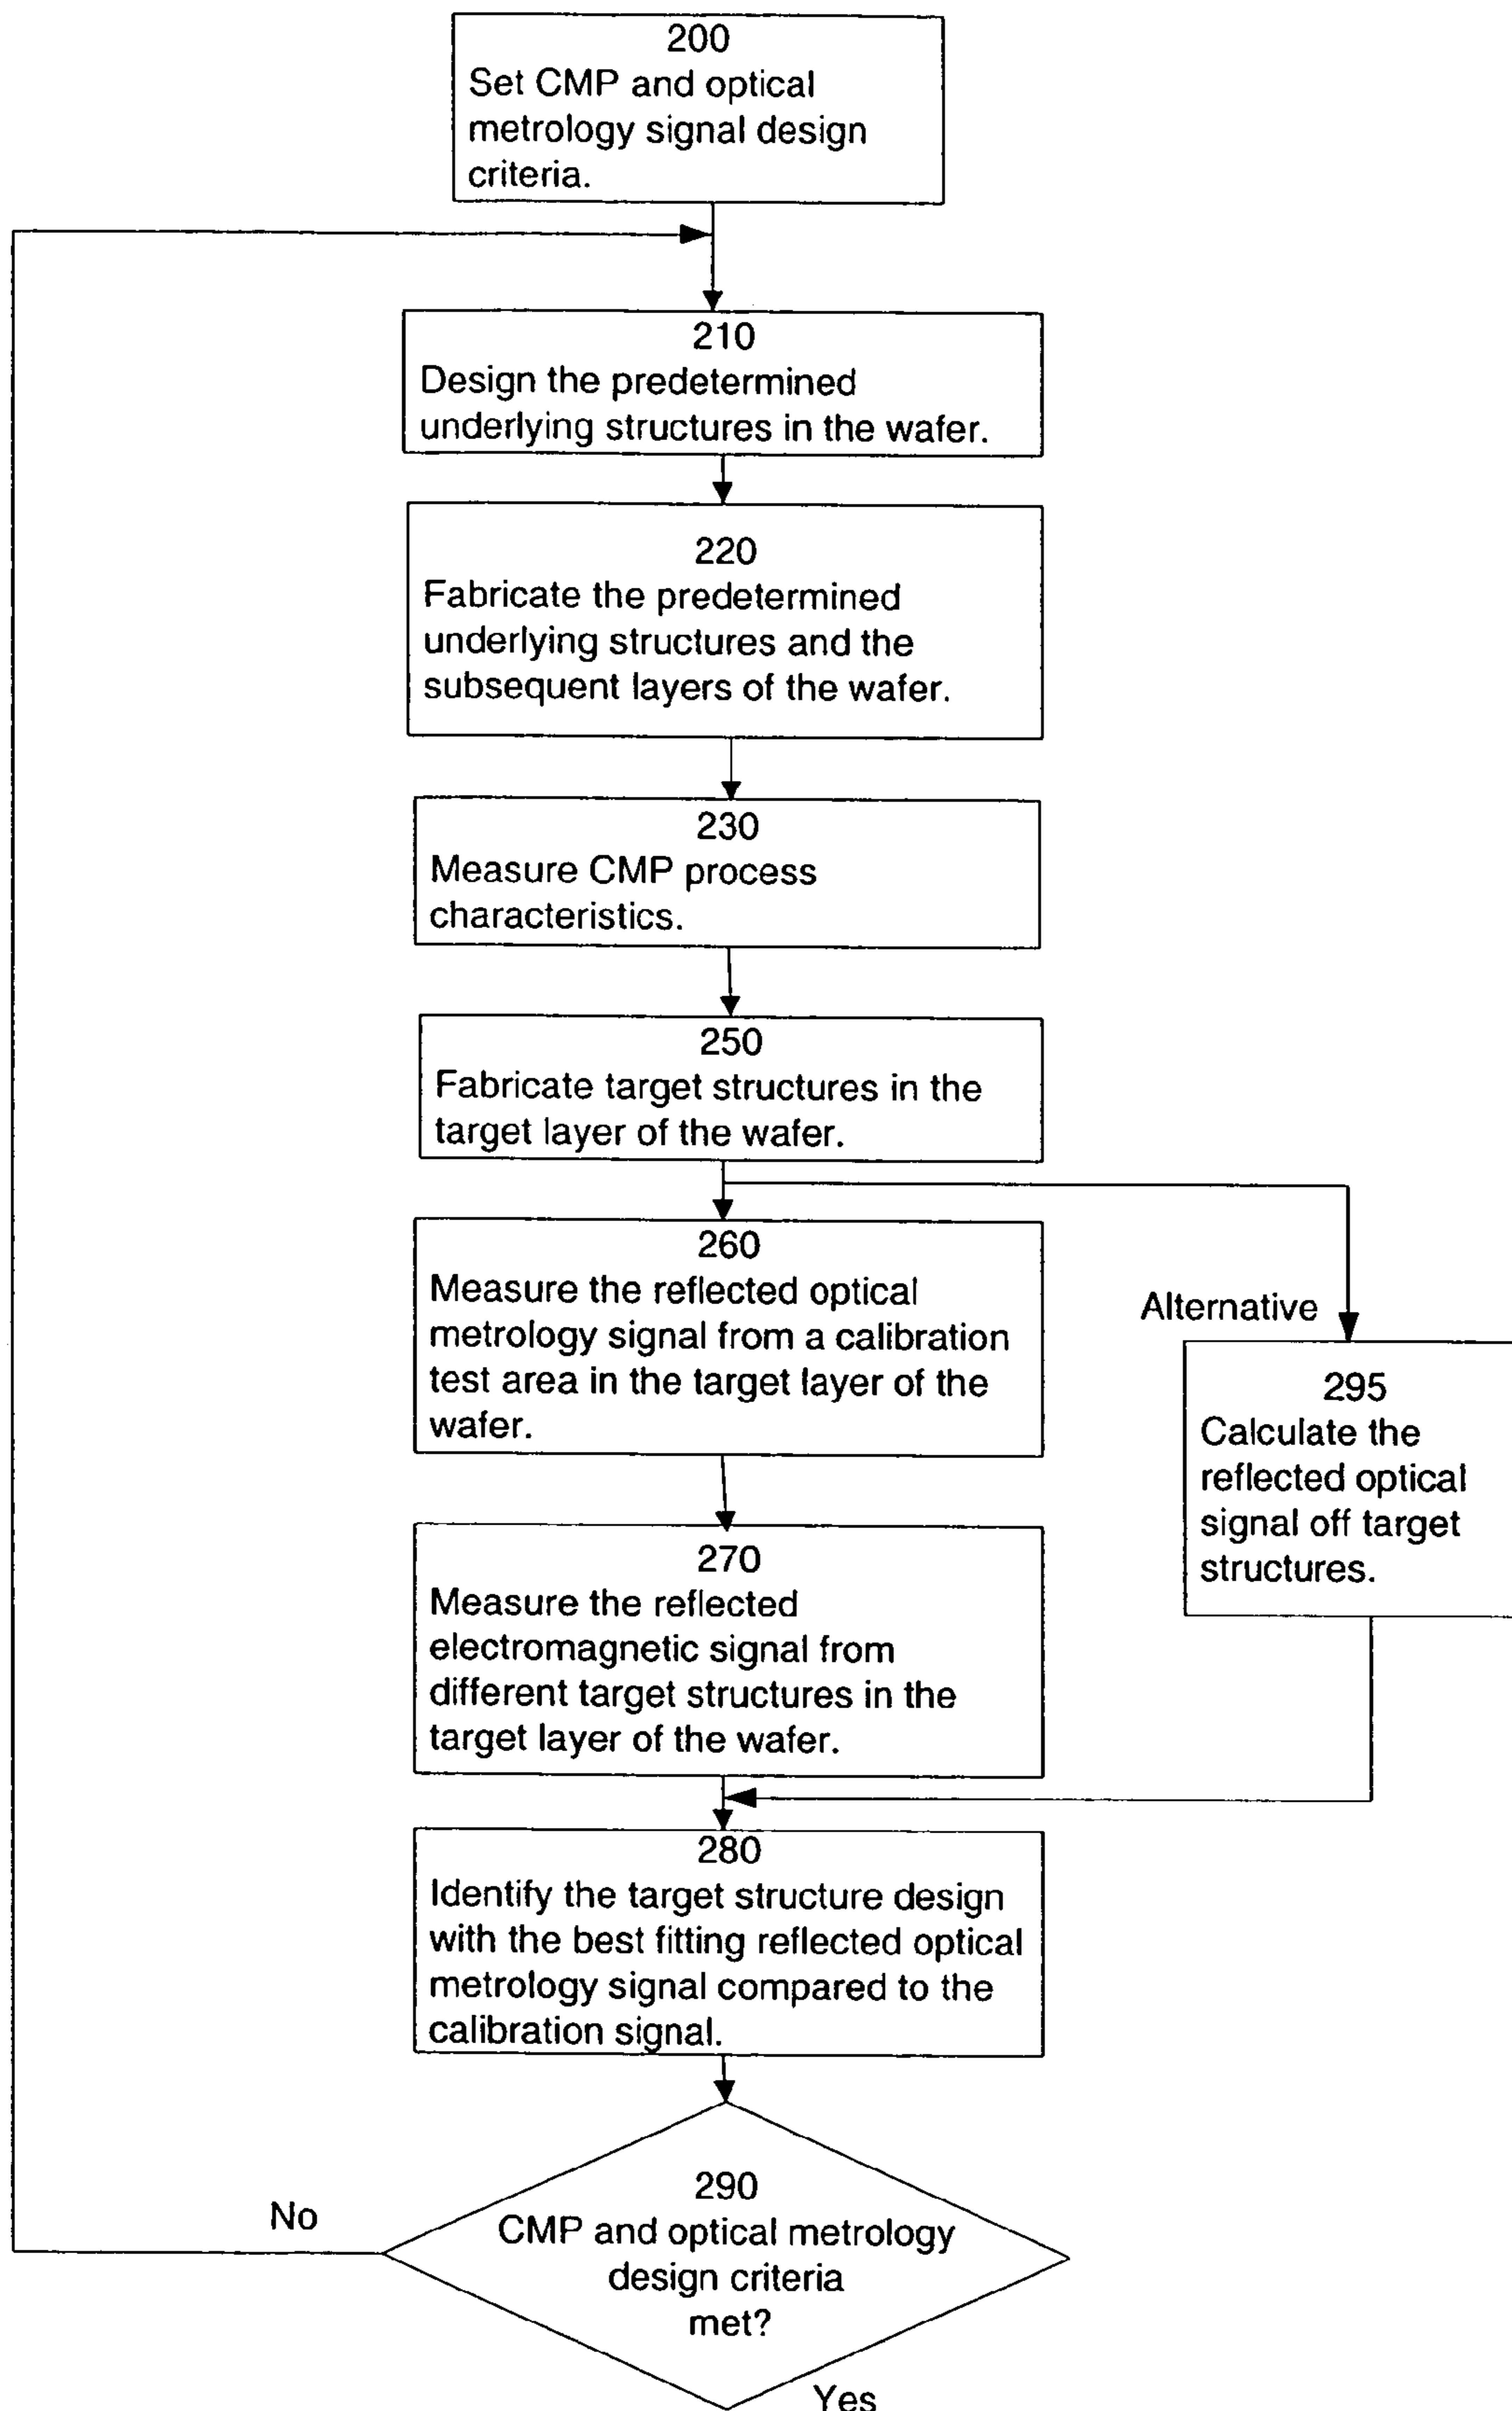 200
Set CMP and optical
metrology signal design
criteria.
210
Design the predetermined
underlying structures in the wafer.
220
Fabricate the predetermined
underlying structures and the
subsequent layers of the wafer.
230
Measure CMP process
characteristics.
250
Fabricate target structures in the
target layer of the wafer.
260
Measure the reflected optical
metrology signal from a calibration
test area in the target layer of the
wafer.
Alternative
295
Calculate the
reflected optical
signal off target
structures.
270
Measure the reflected
electromagnetic signal from
different target structures in the
target layer of the wafer.
280
Identify the target structure design
with the best fitting reflected optical
metrology signal compared to the
calibration signal.
290
CMP and optical metrology
design criteria
met?
No
Yes